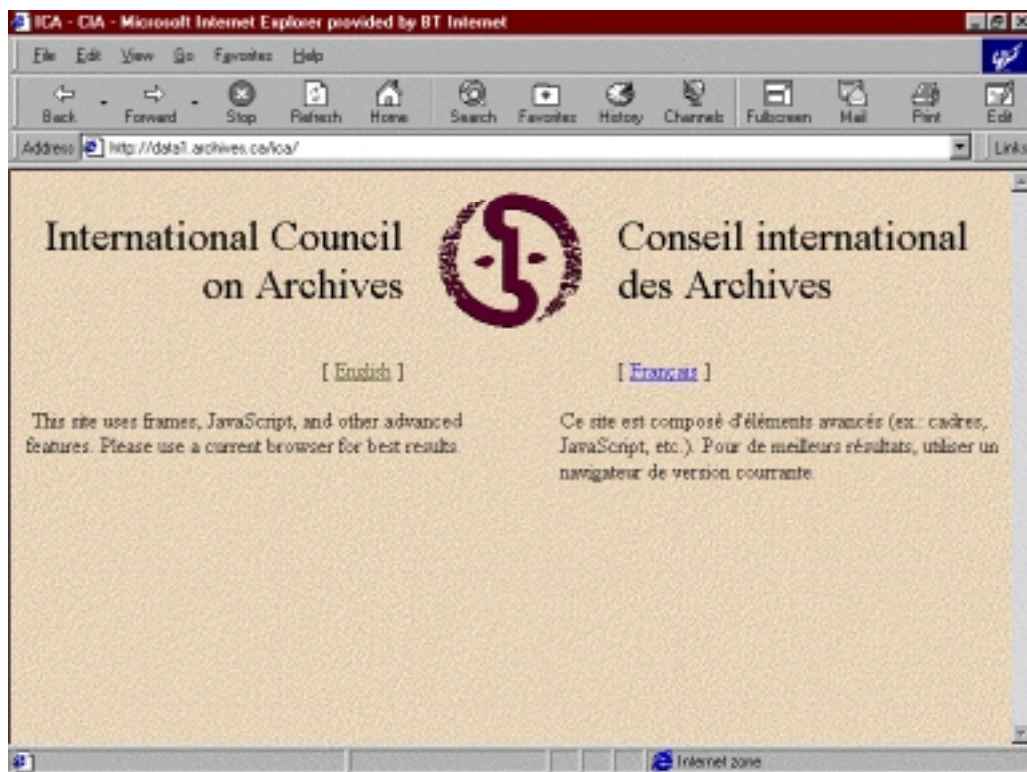 ICA - CIA - Microsoft Internet Explorer provided by BT Internet
File Edit View Go Favorites Help
Back Forward Stop Refresh Home Search Favorites History Channels Fullscreen Mail Print Edit
Address http://data1.archives.ca/ica/ Links
International Council
on Archives
Conseil international
des Archives
[ English ] [ Français ]
This site uses frames, JavaScript, and other advanced
features. Please use a current browser for best results.
Ce site est composé d'éléments avancés (ex.: cadres,
JavaScript, etc.). Pour de meilleurs résultats, utiliser un
navigateur de version courrante.
Internet zone